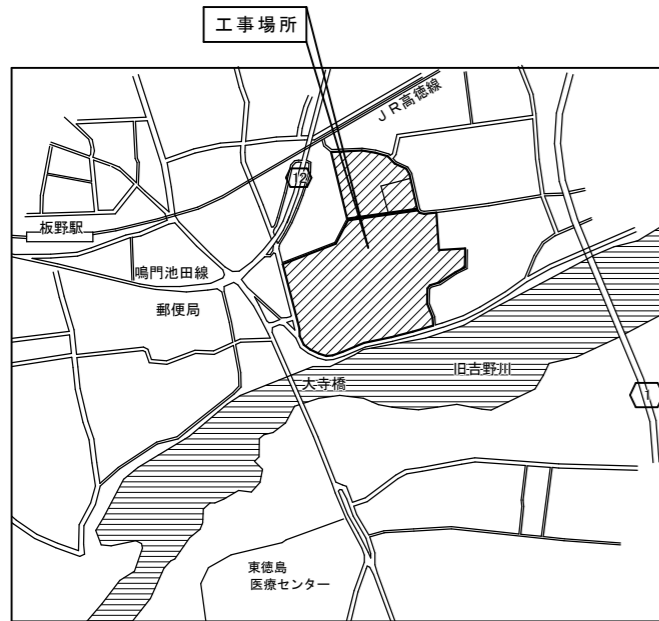 工事場所
JR高徳線
12
板野駅
鳴門池田線
郵便局
大寺橋
旧吉野川
1
東徳島
医療センター